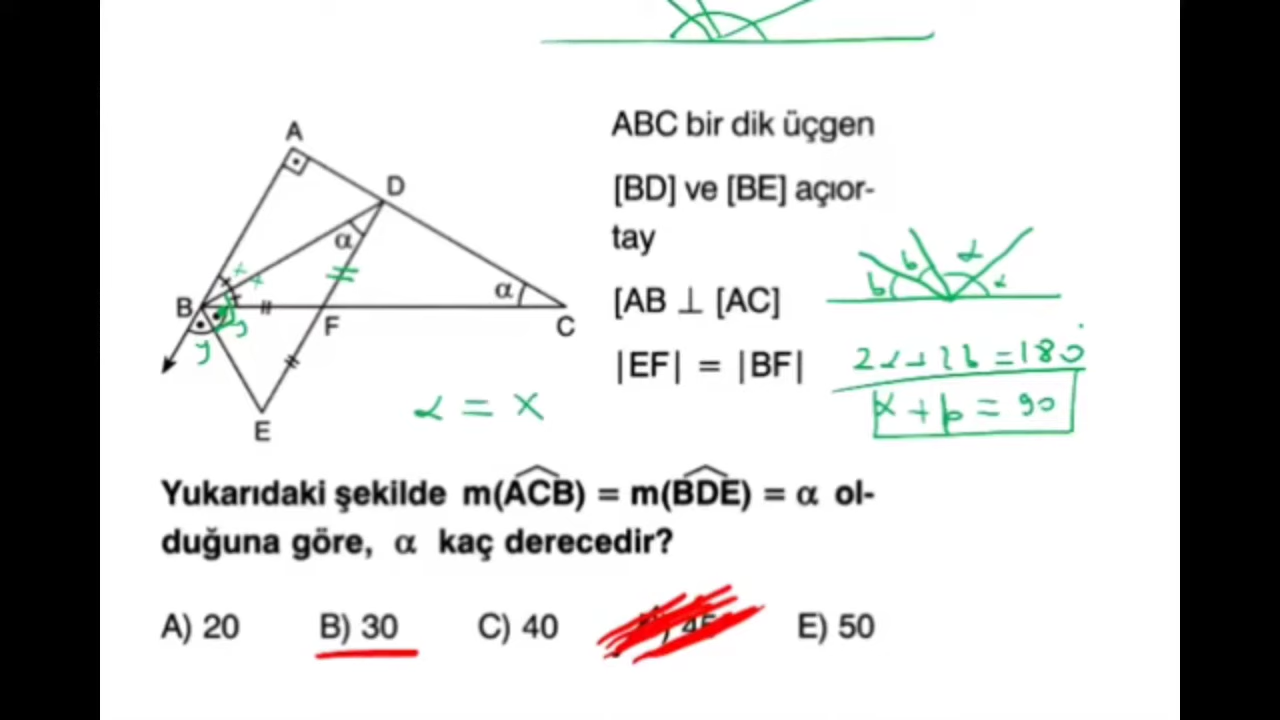 ABC bir dik üçgen
[BD] ve [BE] açıor-
tay
[AB ⊥ [AC]
|EF| = |BF|
A
D
α
α
B
F
C
E
x
x
y
y
α = x
b
b
α
α
2α + 2b = 180°
α + b = 90
Yukarıdaki şekilde m(ACB) = m(BDE) = α ol-
duğuna göre, α kaç derecedir?
A) 20 B) 30 C) 40 E) 50